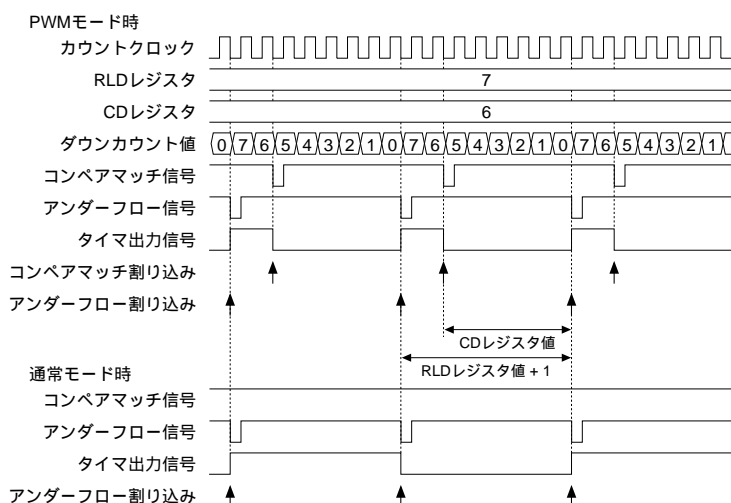 PWMモード時
カウントクロック
RLDレジスタ 7
CDレジスタ 6
ダウンカウント値 0 7 6 5 4 3 2 1 0 7 6 5 4 3 2 1 0 7 6 5 4 3 2 1
コンペアマッチ信号
アンダーフロー信号
タイマ出力信号
コンペアマッチ割り込み
アンダーフロー割り込み
CDレジスタ値
RLDレジスタ値 + 1
通常モード時
コンペアマッチ信号
アンダーフロー信号
タイマ出力信号
アンダーフロー割り込み